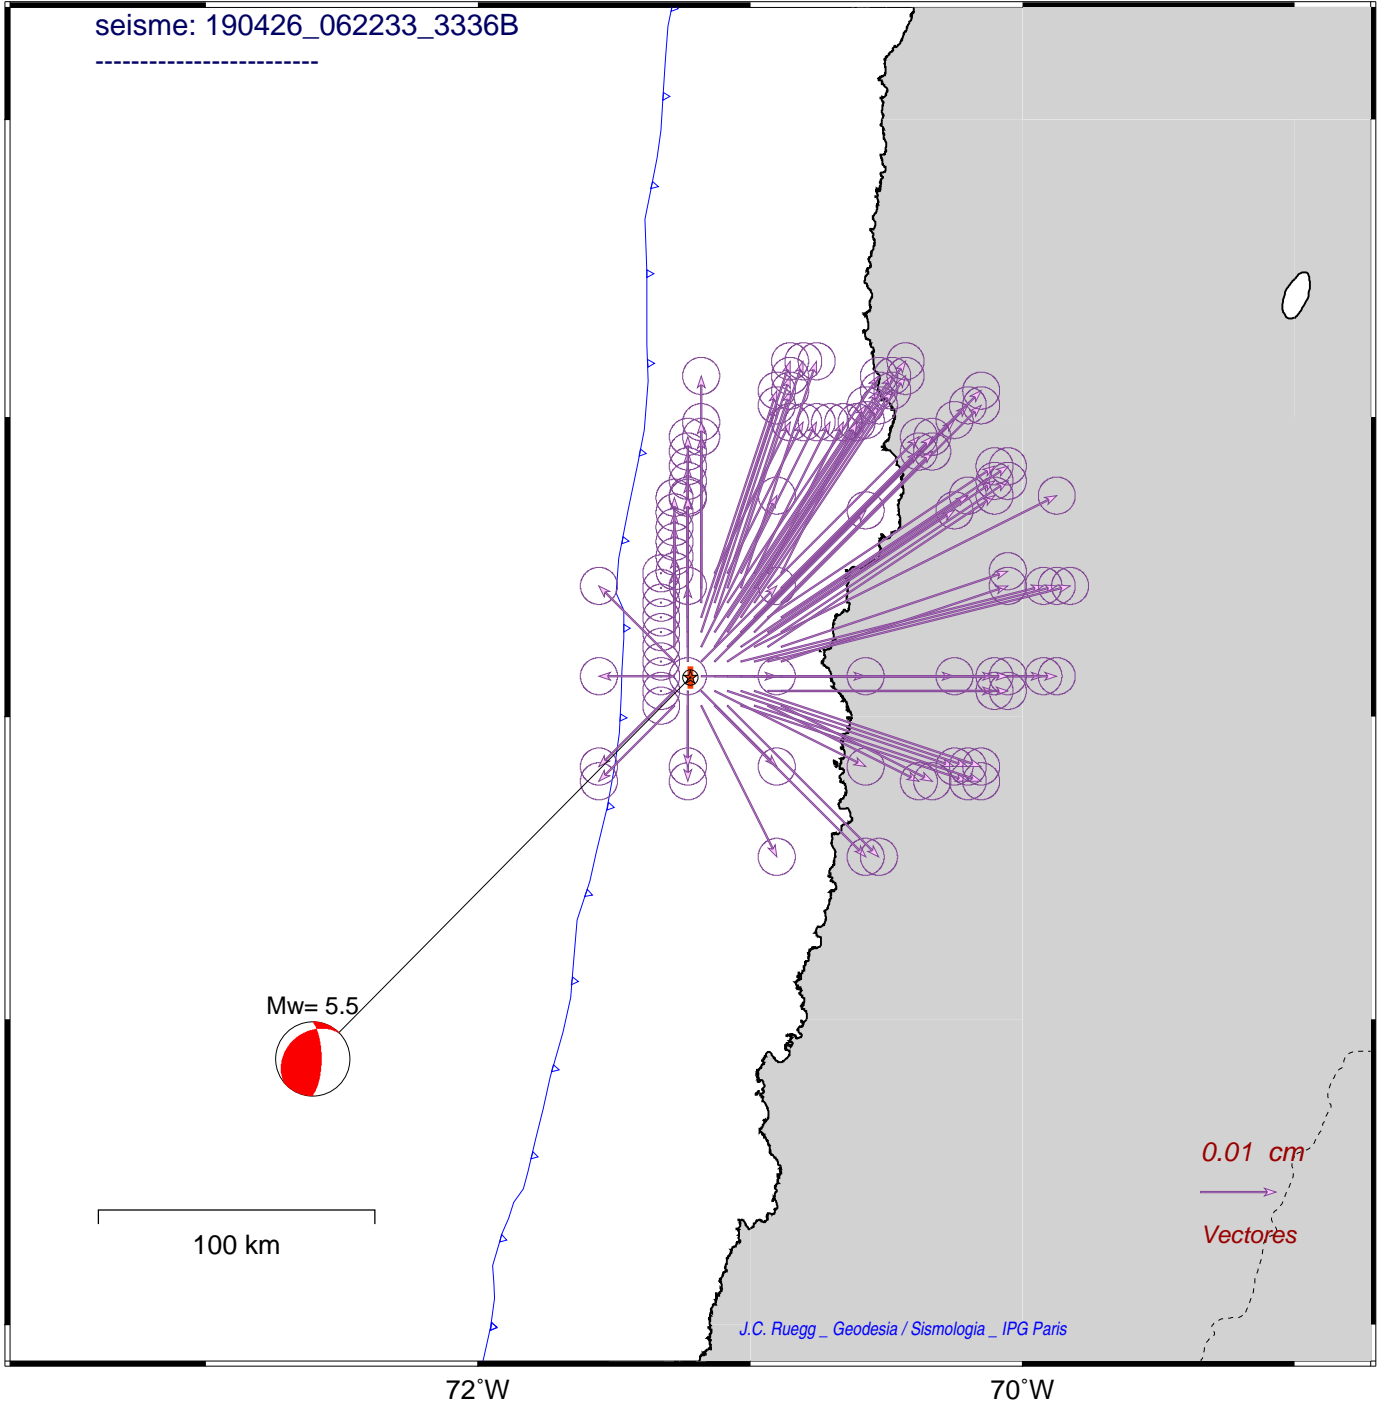 seisme: 190426_062233_3336B
-------------------------
Mw= 5.5
0.01 cm
Vectores
100 km
J.C. Ruegg _ Geodesia / Sismologia _ IPG Paris
72˚W
70˚W